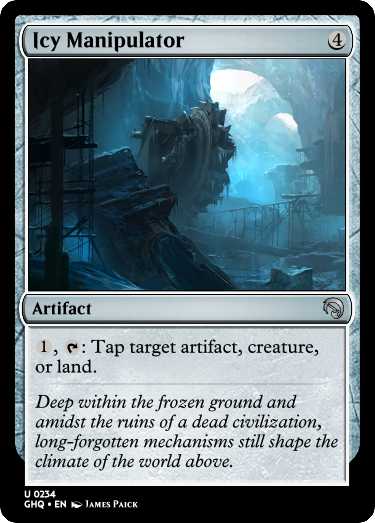 Icy Manipulator 4
Artifact
1, : Tap target artifact, creature,
or land.
Deep within the frozen ground and
amidst the ruins of a dead civilization,
long-forgotten mechanisms still shape the
climate of the world above.
U 0234
GHQ • EN James Paick